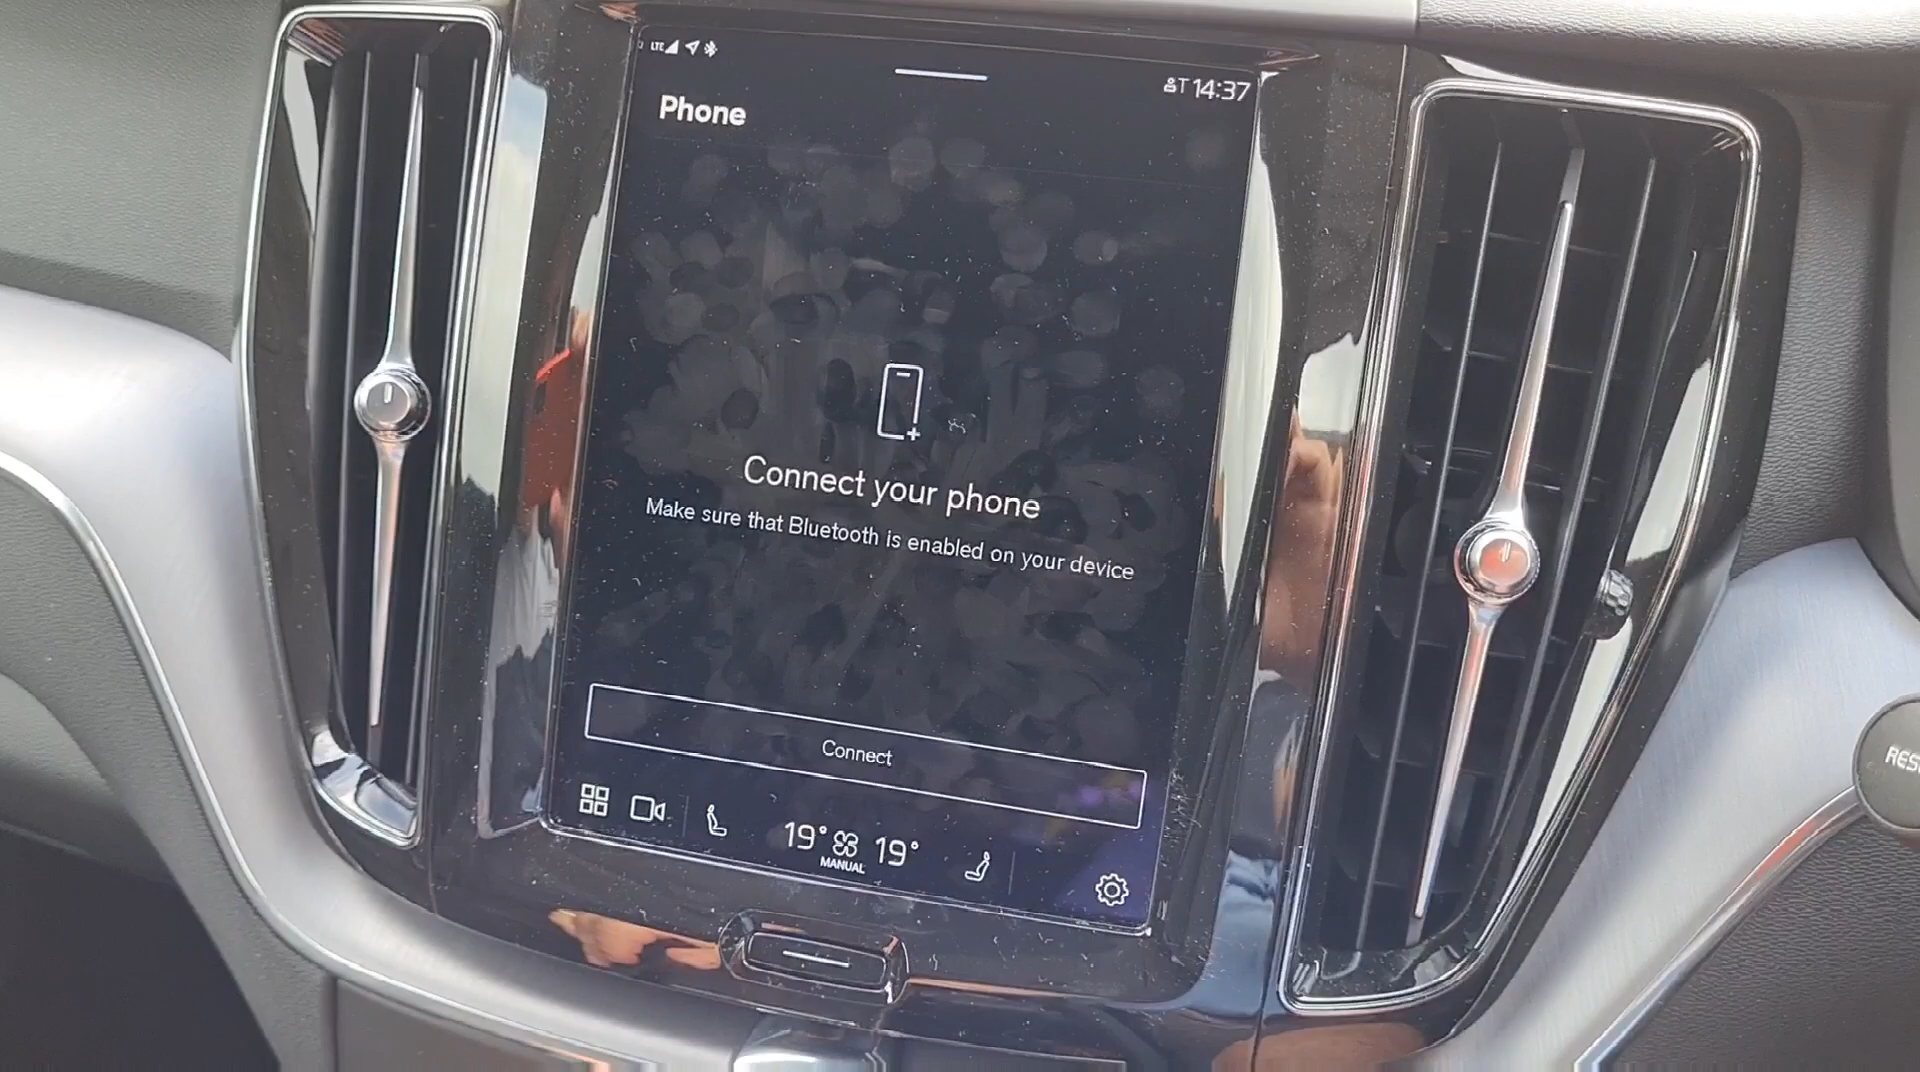 LTE
T 14:37
Phone
Connect your phone
Make sure that Bluetooth is enabled on your device
Connect
19° 19°
MANUAL